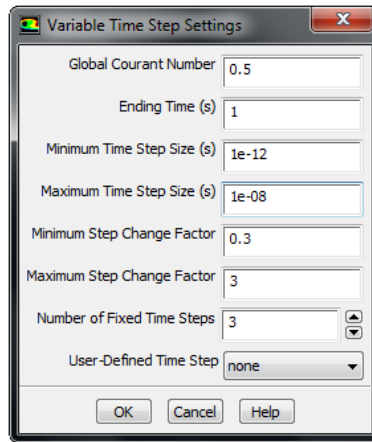 Variable Time Step Settings
Global Courant Number 0.5
Ending Time (s) 1
Minimum Time Step Size (s) 1e-12
Maximum Time Step Size (s) 1e-08
Minimum Step Change Factor 0.3
Maximum Step Change Factor 3
Number of Fixed Time Steps 3
User-Defined Time Step none
OK Cancel Help